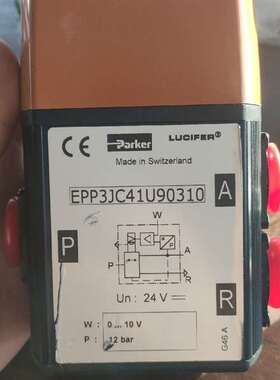 CE Parker LUCIFER®
Made in Switzerland
EPP3JC41U90310
A
P
W
A
P
R
R
Un : 24 V
W : 0 ... 10 V
P : 12 bar
G46 A